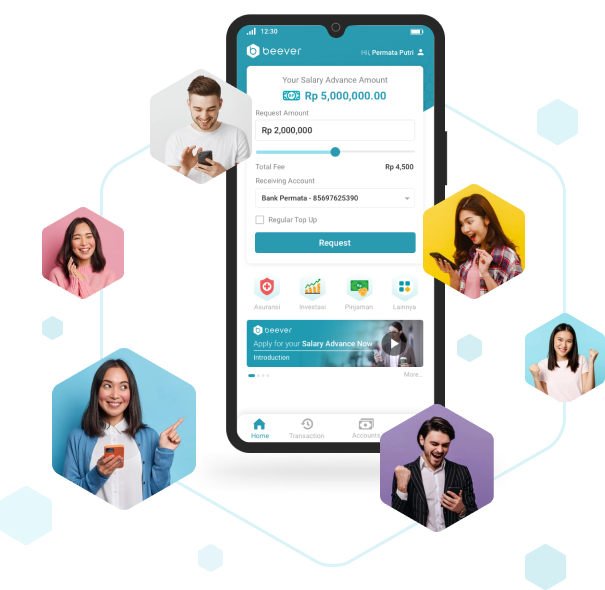 12:30
beever
Hi, Permata Putri
Your Salary Advance Amount
Rp 5,000,000.00
Request Amount
Rp 2,000,000
Total Fee
Rp 4,500
Receiving Account
Bank Permata - 85697625390
Regular Top Up
Request
Asuransi
Investasi
Pinjaman
Lainnya
beever
Apply for your Salary Advance Now
Introduction
More...
Home
Transaction
Accounts